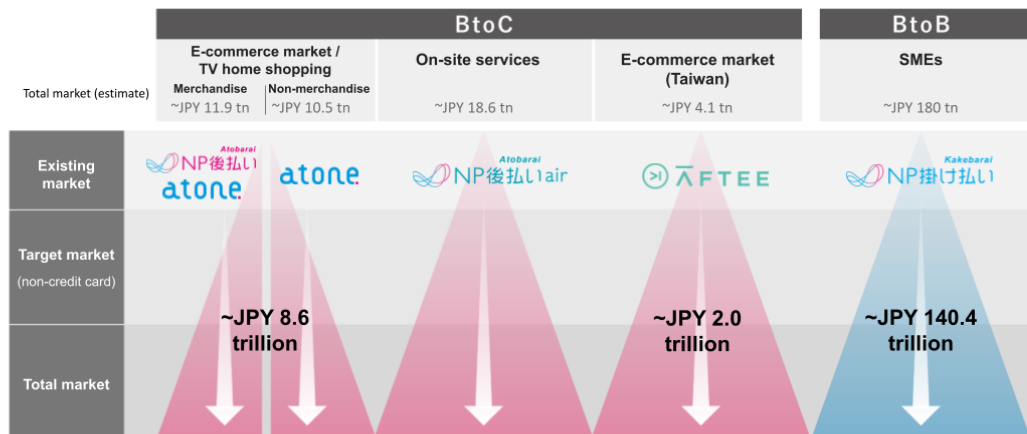 BtoC
BtoB
E-commerce market /
TV home shopping
Merchandise
Non-merchandise
On-site services
E-commerce market
(Taiwan)
SMEs
Total market (estimate)
~JPY 11.9 tn
~JPY 10.5 tn
~JPY 18.6 tn
~JPY 4.1 tn
~JPY 180 tn
Existing
market
Atobarai
NP後払い
atone
atone
Atobarai
NP後払いair
AFTEE
Kakebarai
NP掛け払い
Target market
(non-credit card)
~JPY 8.6
trillion
~JPY 2.0
trillion
~JPY 140.4
trillion
Total market